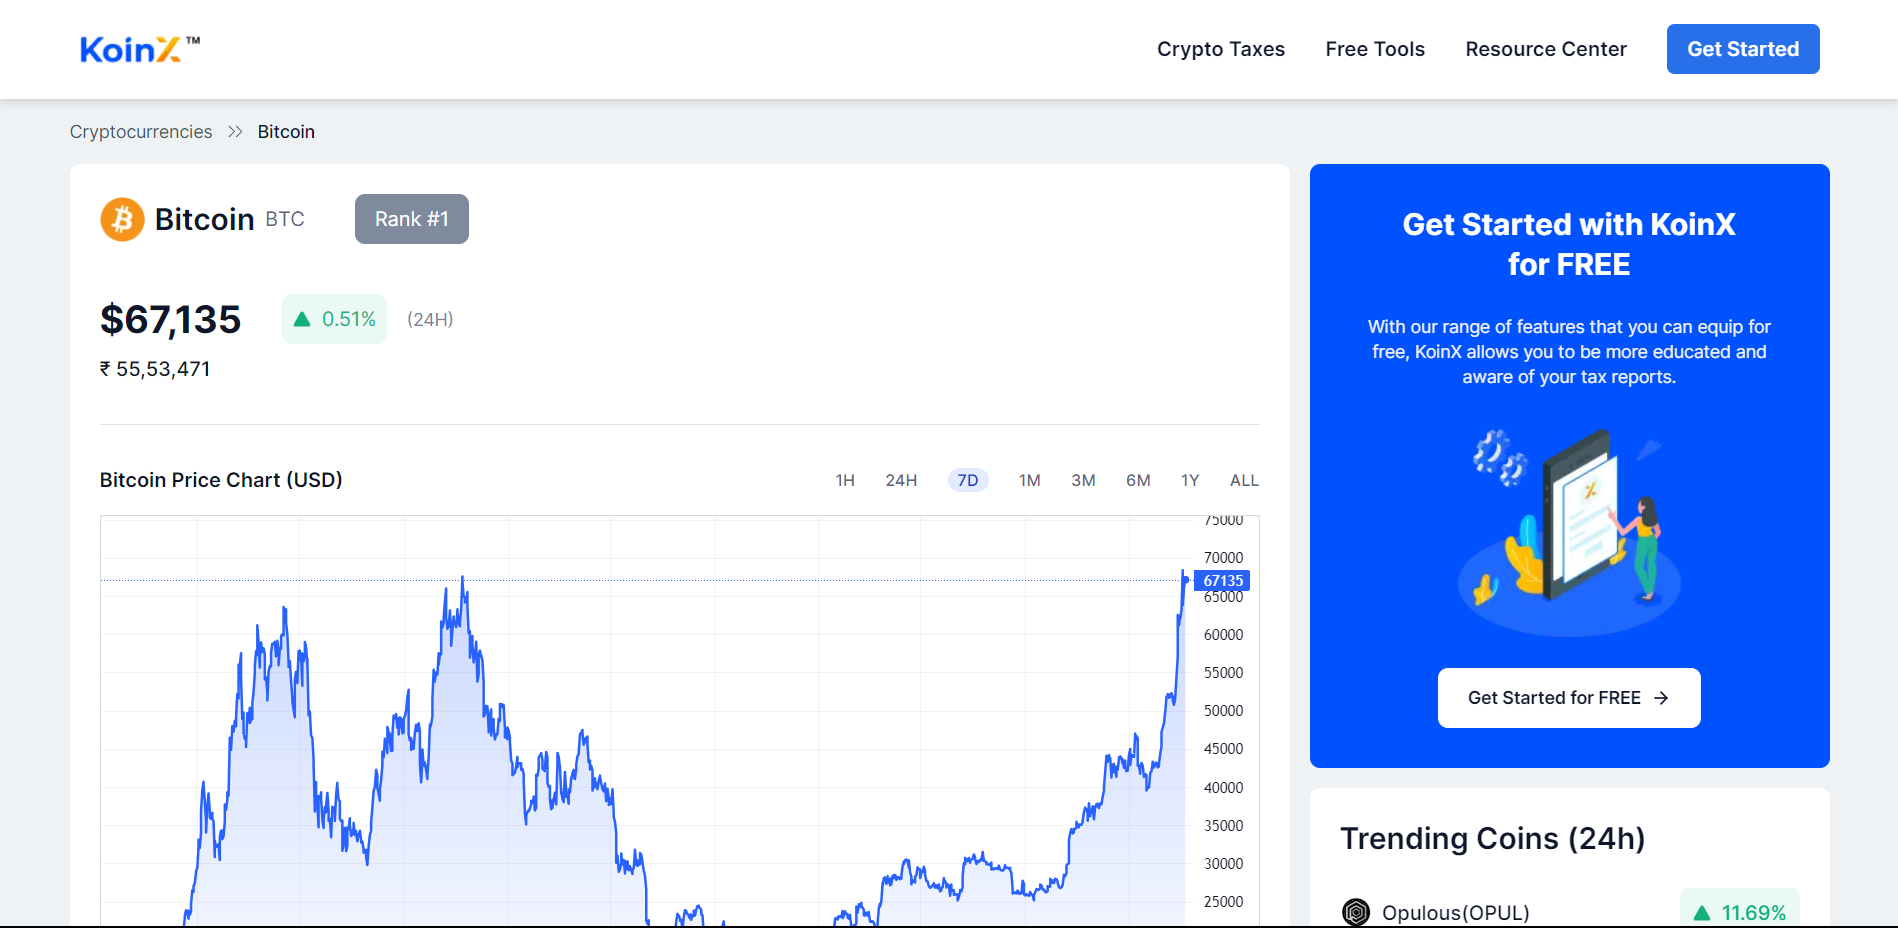 KoinX™
Crypto Taxes
Free Tools
Resource Center
Get Started
Cryptocurrencies >> Bitcoin
Bitcoin BTC
Rank #1
$67,135
▲ 0.51%
(24H)
₹ 55,53,471
Bitcoin Price Chart (USD)
1H
24H
7D
1M
3M
6M
1Y
ALL
75000
70000
67135
65000
60000
55000
50000
45000
40000
35000
30000
25000
Get Started with KoinX
for FREE
With our range of features that you can equip for
free, KoinX allows you to be more educated and
aware of your tax reports.
Get Started for FREE →
Trending Coins (24h)
Opulous(OPUL)
▲ 11.69%